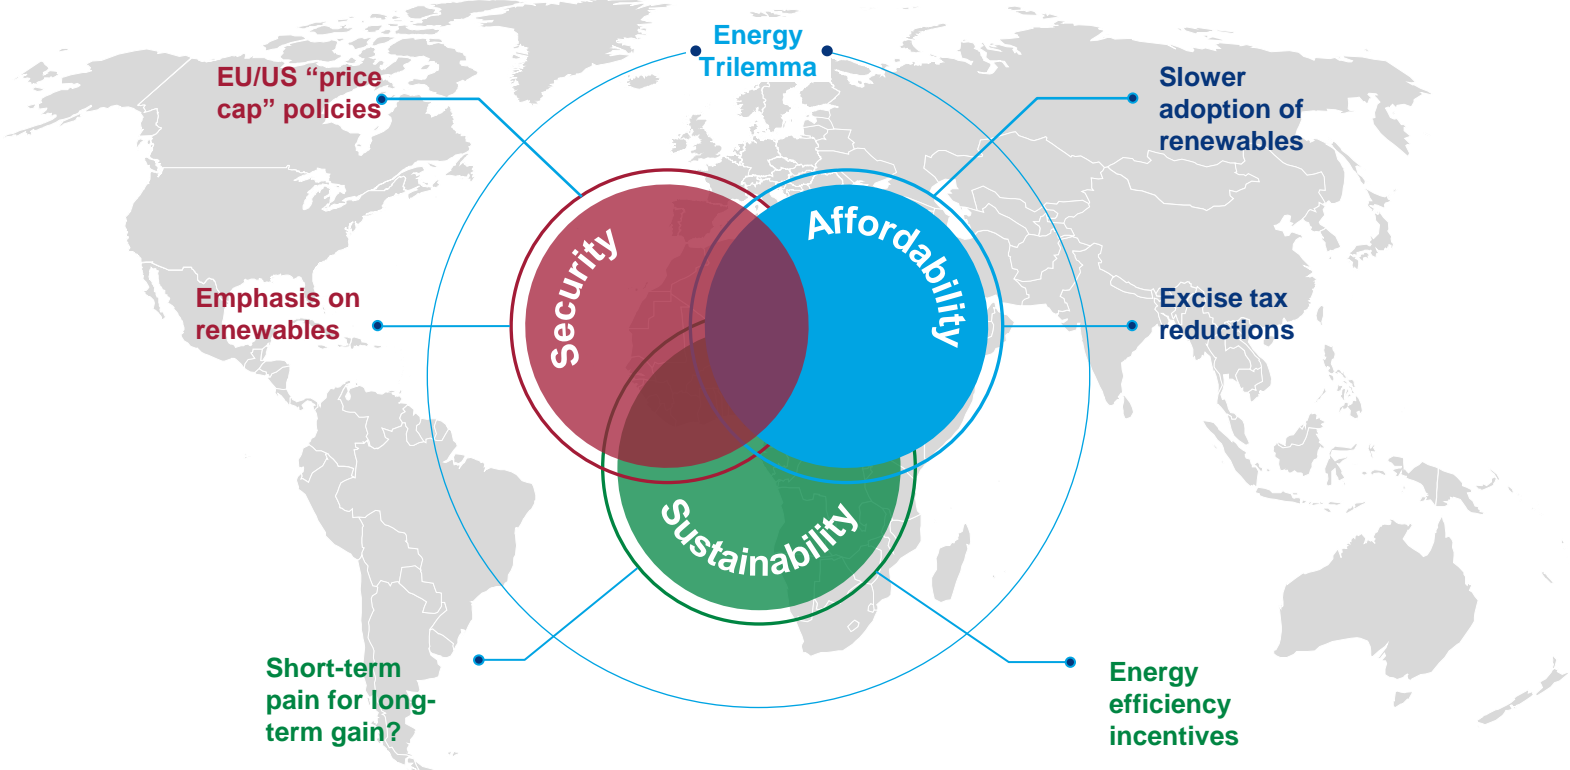 Energy
Trilemma
EU/US “price
cap” policies
Slower
adoption of
renewables
Security
Affordability
Emphasis on
renewables
Excise tax
reductions
Sustainability
Short-term
pain for long-
term gain?
Energy
efficiency
incentives